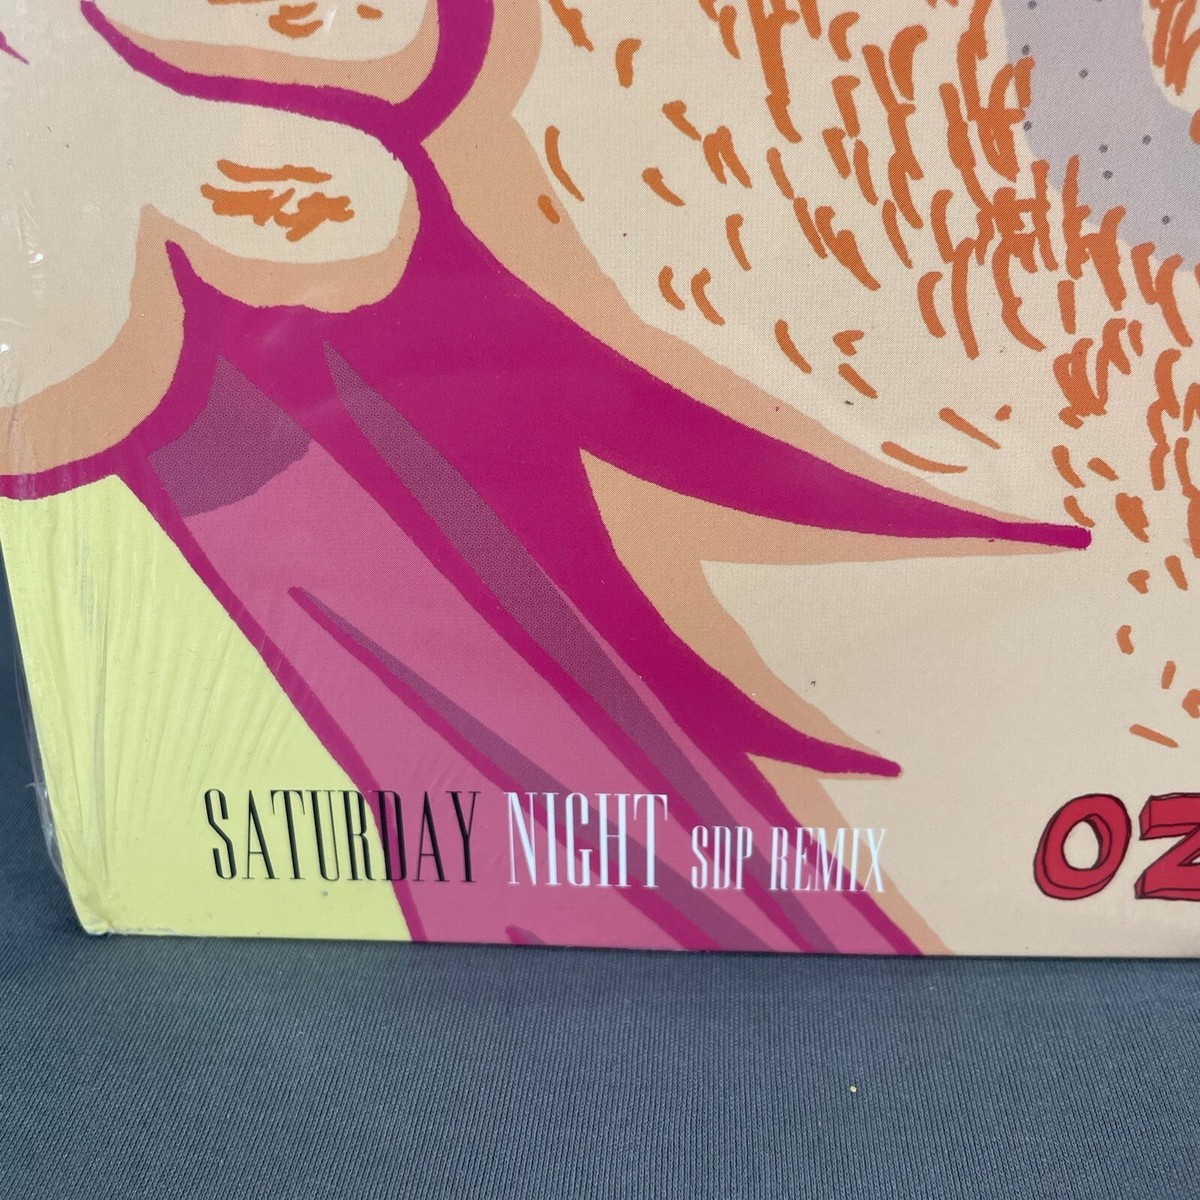 SATURDAY NIGHT SDP REMIX
OZ